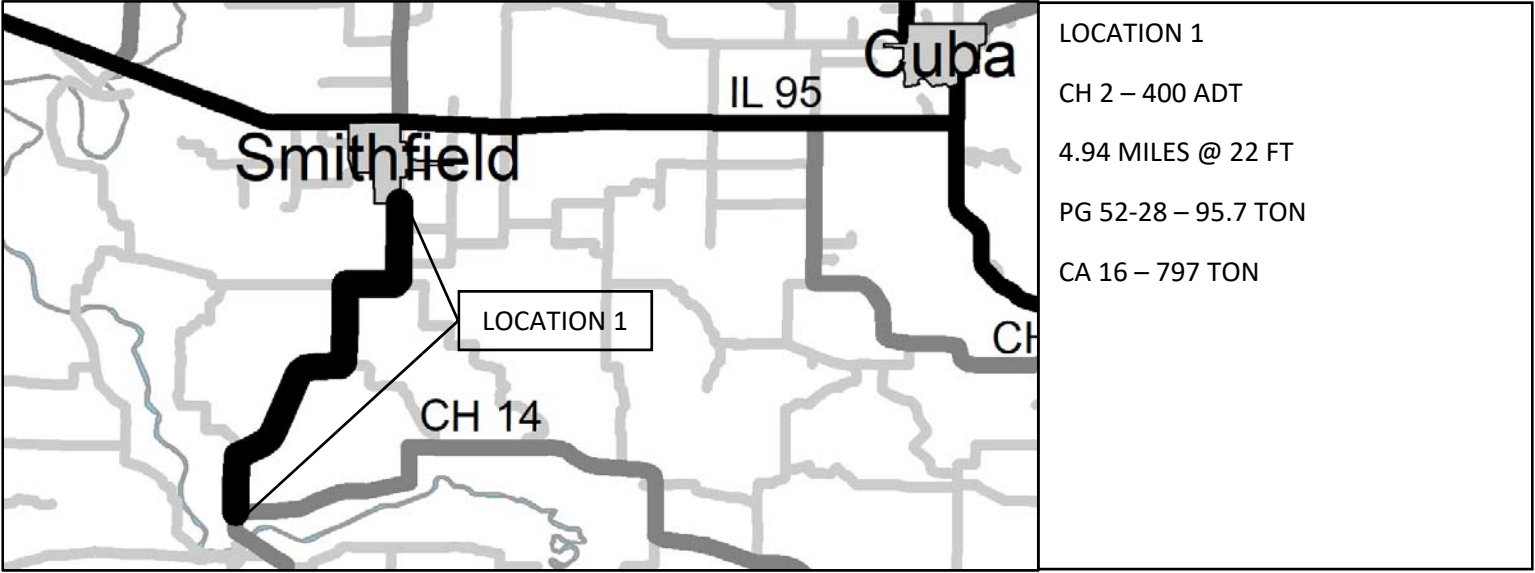 Cuba
IL 95
Smithfield
LOCATION 1
CH
CH 14
LOCATION 1
CH 2 – 400 ADT
4.94 MILES @ 22 FT
PG 52-28 – 95.7 TON
CA 16 – 797 TON